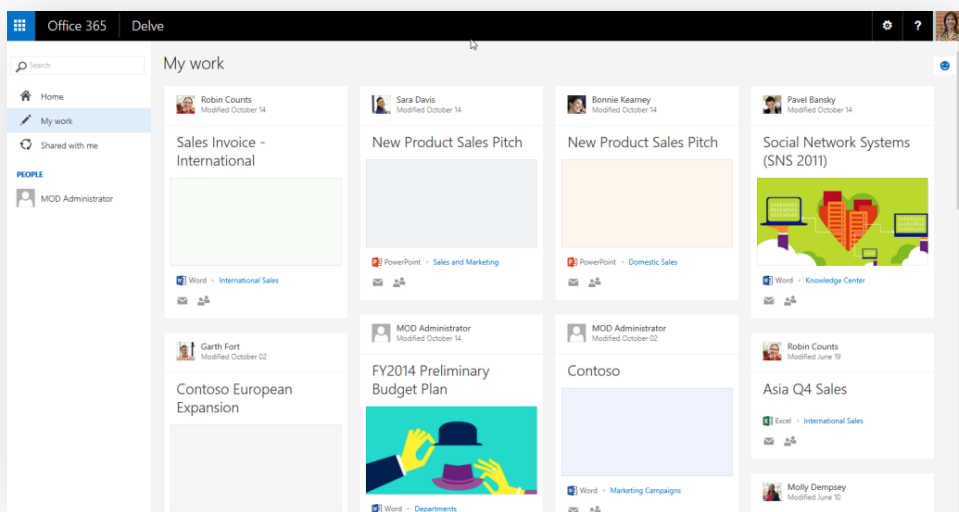 Office 365
Delve
?
Search
Home
My work
Shared with me
PEOPLE
MOD Administrator
My work
Robin Counts
Modified October 14
Sales Invoice -
International
Word • International Sales
Sara Davis
Modified October 14
New Product Sales Pitch
PowerPoint • Sales and Marketing
Bonnie Kearney
Modified October 14
New Product Sales Pitch
PowerPoint • Domestic Sales
Pavel Bansky
Modified October 14
Social Network Systems
(SNS 2011)
Word • Knowledge Center
Garth Fort
Modified October 02
Contoso European
Expansion
MOD Administrator
Modified October 14
FY2014 Preliminary
Budget Plan
Word • Departments
MOD Administrator
Modified October 02
Contoso
Word • Marketing Campaigns
Robin Counts
Modified June 19
Asia Q4 Sales
Excel • International Sales
Molly Dempsey
Modified June 10